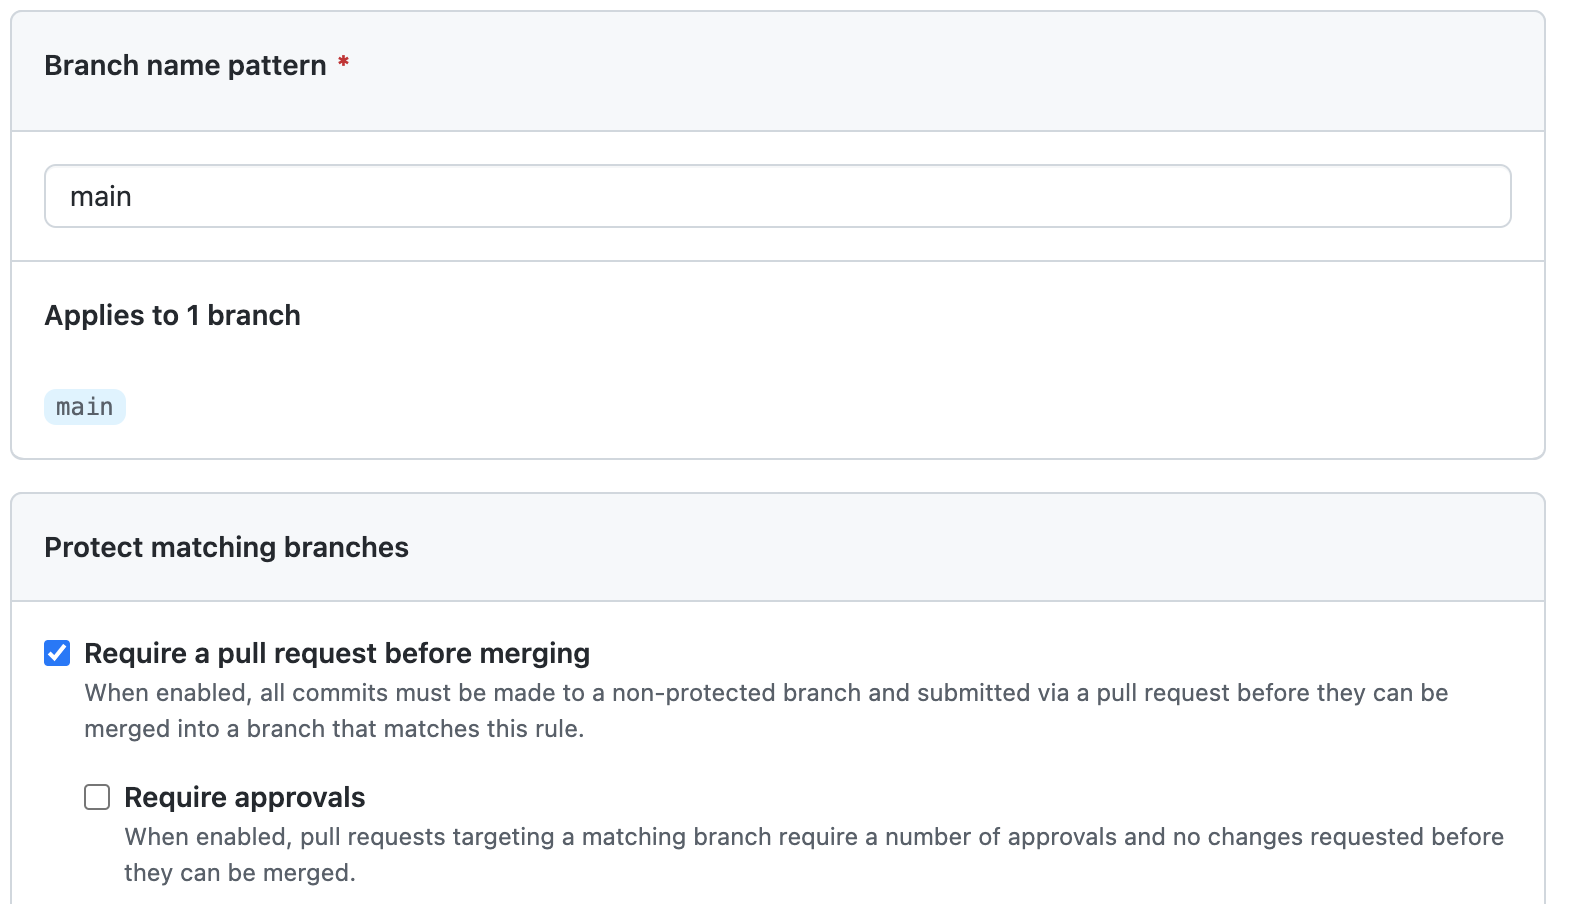 Branch name pattern *
main
Applies to 1 branch
main
Protect matching branches
Require a pull request before merging
When enabled, all commits must be made to a non-protected branch and submitted via a pull request before they can be
merged into a branch that matches this rule.
Require approvals
When enabled, pull requests targeting a matching branch require a number of approvals and no changes requested before
they can be merged.